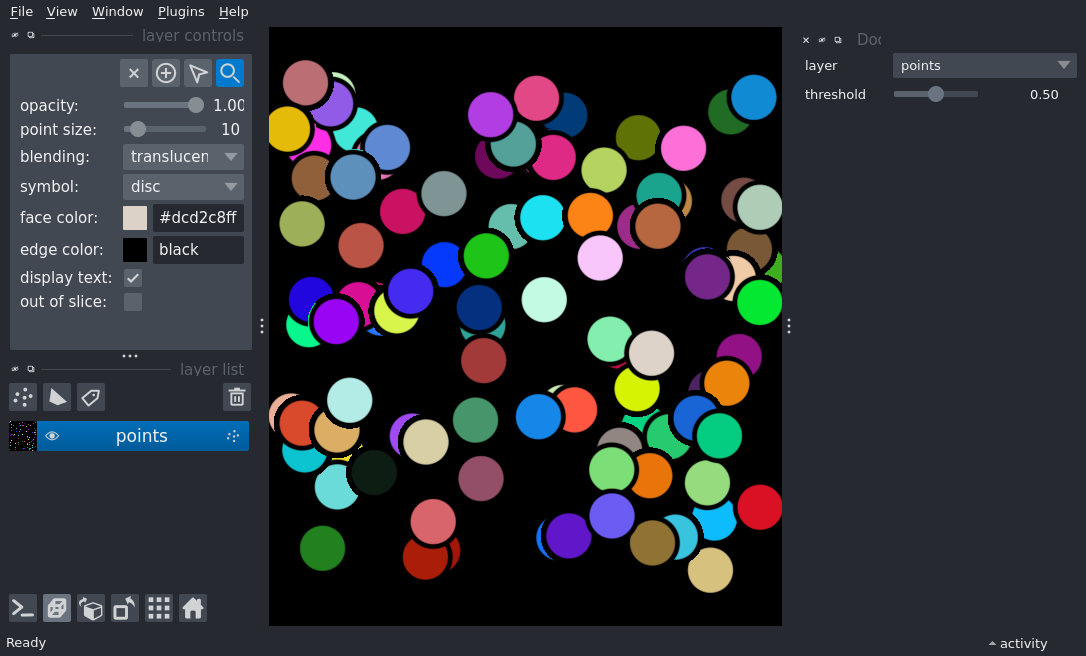 File View Window Plugins Help
layer controls
opacity: 1.00
point size: 10
blending: translucen
symbol: disc
face color: #dcd2c8ff
edge color: black
display text:
out of slice:
layer list
points
Ready
Doc
layer points
threshold 0.50
activity